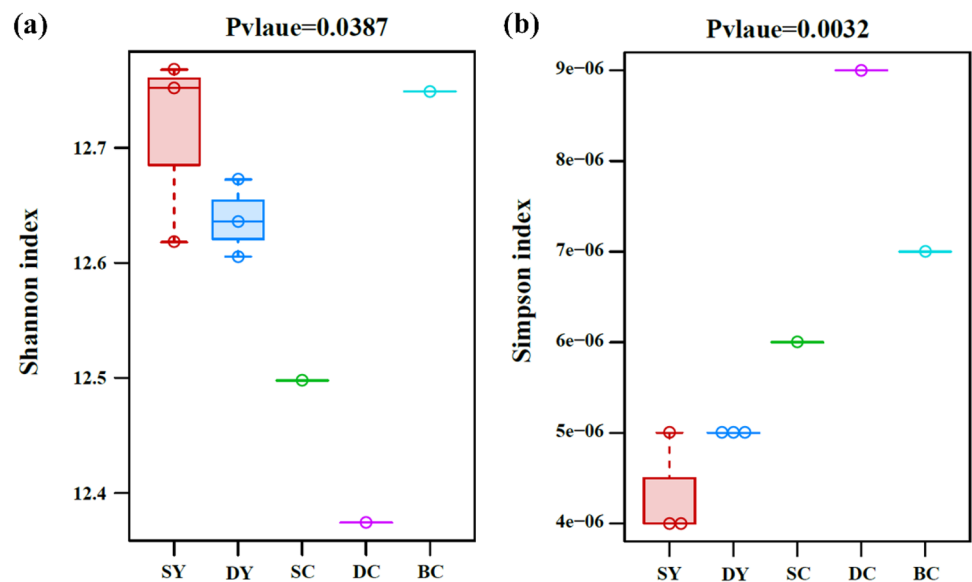 (a)
Pvlaue=0.0387
Shannon index
12.7
12.6
12.5
12.4
SY DY SC DC BC
(b)
Pvlaue=0.0032
Simpson index
9e−06
8e−06
7e−06
6e−06
5e−06
4e−06
SY DY SC DC BC